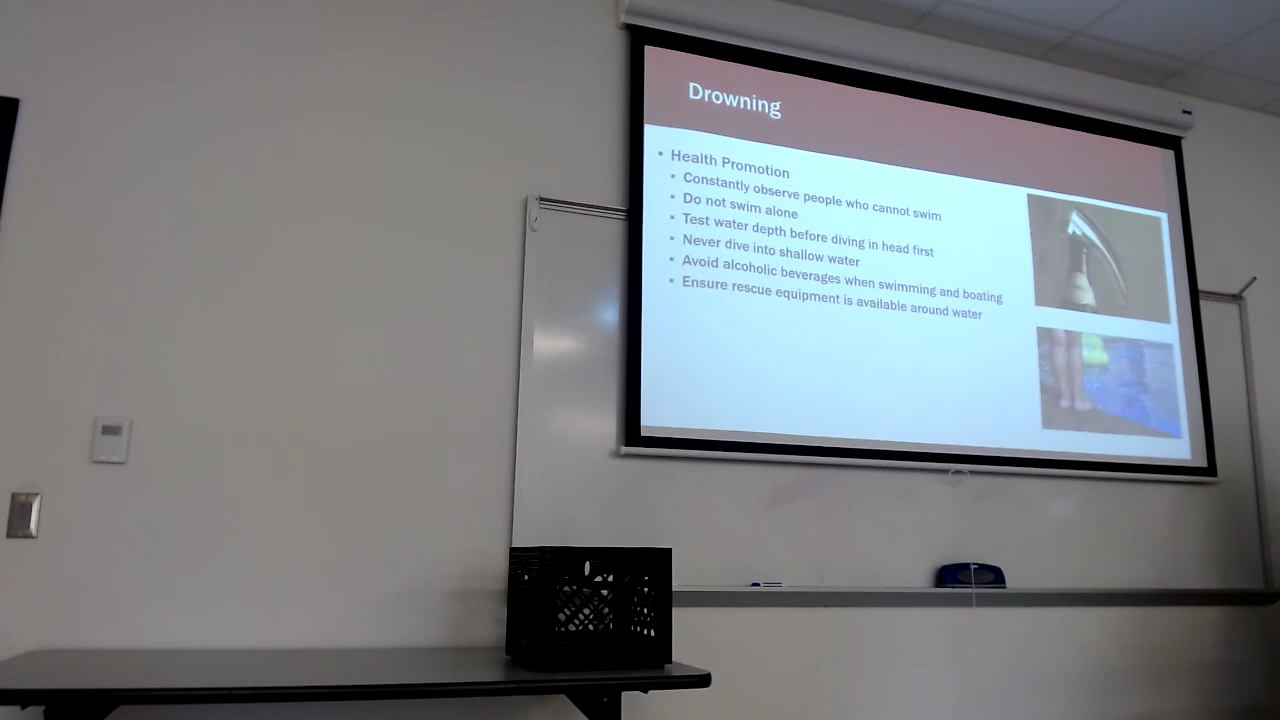 Drowning
Health Promotion
Constantly observe people who cannot swim
Do not swim alone
Test water depth before diving in head first
Never dive into shallow water
Avoid alcoholic beverages when swimming and boating
Ensure rescue equipment is available around water